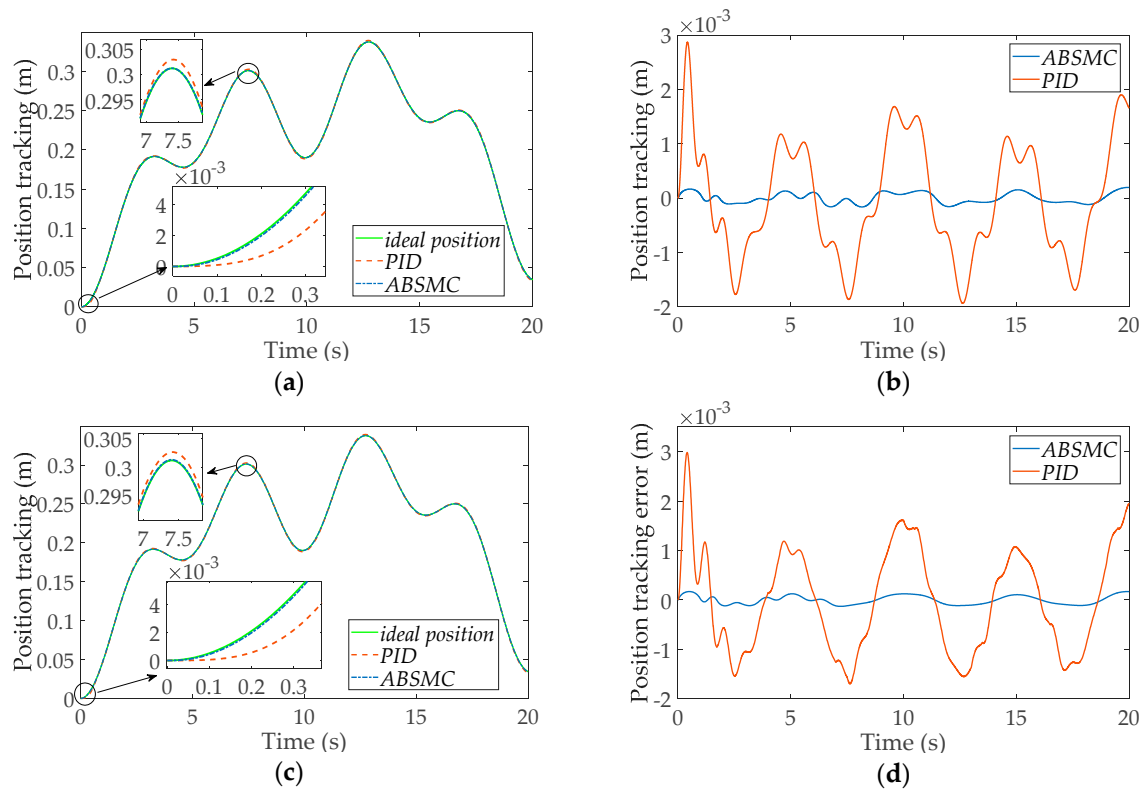 Position tracking (m)
0.3
0.25
0.2
0.15
0.1
0.05
0
0.305
0.3
0.295
7 7.5
×10-3
4
2
0
0 0.1 0.2 0.3
ideal position
PID
ABSMC
0 5 10 15 20
Time (s)
(a)
×10-3
Position tracking (m)
3
2
1
0
-1
-2
ABSMC
PID
0 5 10 15 20
Time (s)
(b)
Position tracking (m)
0.3
0.25
0.2
0.15
0.1
0.05
0
0.305
0.3
0.295
7 7.5
×10-3
4
2
0
0 0.1 0.2 0.3
ideal position
PID
ABSMC
0 5 10 15 20
Time (s)
(c)
×10-3
Position tracking error (m)
3
2
1
0
-1
-2
ABSMC
PID
0 5 10 15 20
Time (s)
(d)